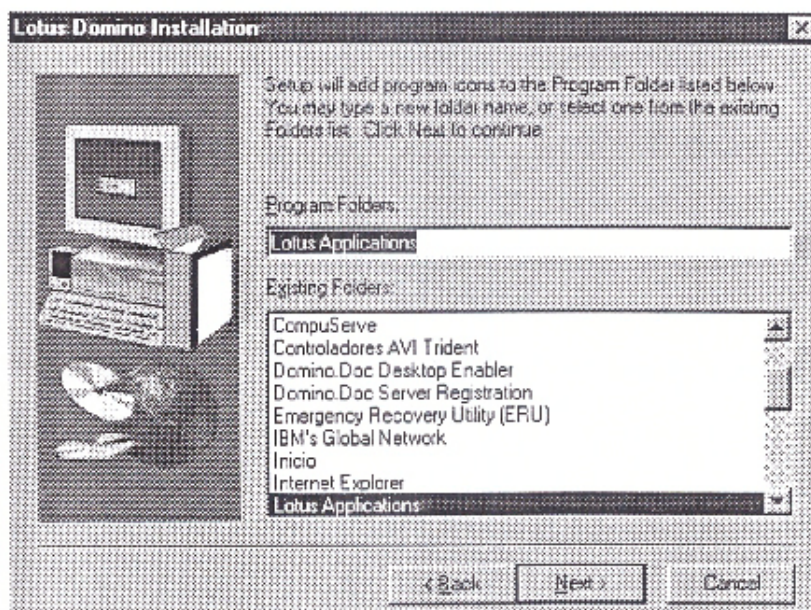 Lotus Domino Installation
Setup will add program icons to the Program Folder listed below.
You may type a new folder name, or select one from the existing
Folders list. Click Next to continue.
Program Folders:
Lotus Applications
Existing Folders:
CompuServe
Controladores AVI Trident
Domino.Doc Desktop Enabler
Domino.Doc Server Registration
Emergency Recovery Utility (ERU)
IBM's Global Network
Inicio
Internet Explorer
Lotus Applications
< Back
Next >
Cancel